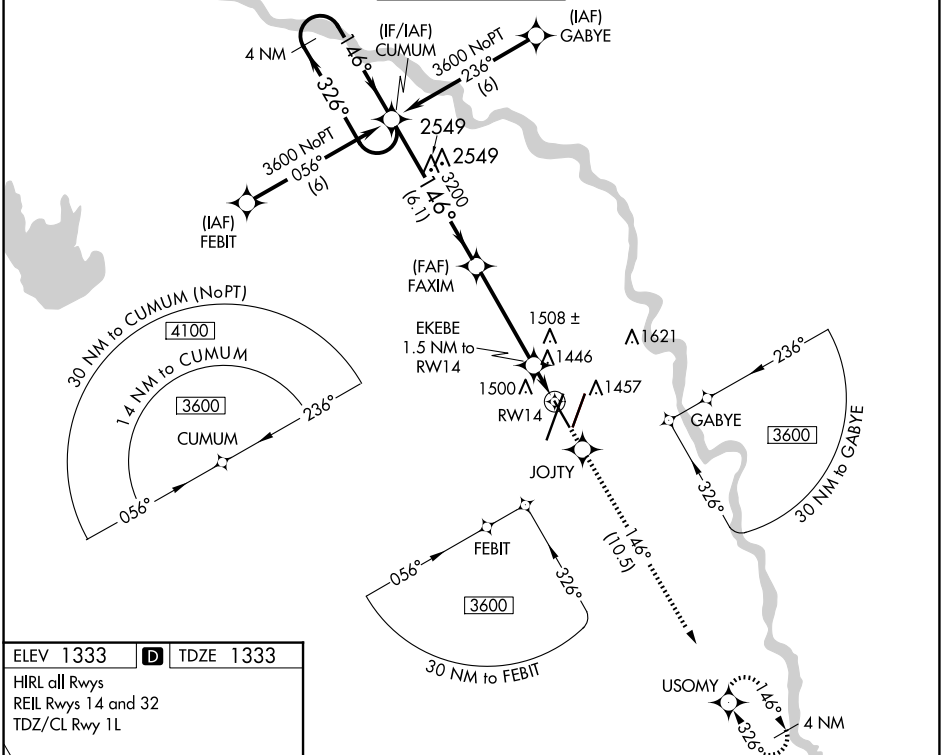 (IAF)
GABYE
(IF/IAF)
CUMUM
4 NM
146°
326°
3600 NoPT
236°
(6)
2549
2549
3600 NoPT
056°
(6)
3200
146°
(6.1)
(IAF)
FEBIT
(FAF)
FAXIM
30 NM to CUMUM (NoPT)
4100
14 NM to CUMUM
3600
CUMUM
236°
056°
EKEBE
1.5 NM to
RW14
1508 ±
1446
1621
1500
1457
RW14
JOJTY
236°
GABYE
3600
326°
30 NM to GABYE
056°
FEBIT
326°
3600
30 NM to FEBIT
146°
(10.5)
USOMY
146°
326°
4 NM
ELEV 1333 D TDZE 1333
HIRL all Rwys
REIL Rwys 14 and 32
TDZ/CL Rwy 1L